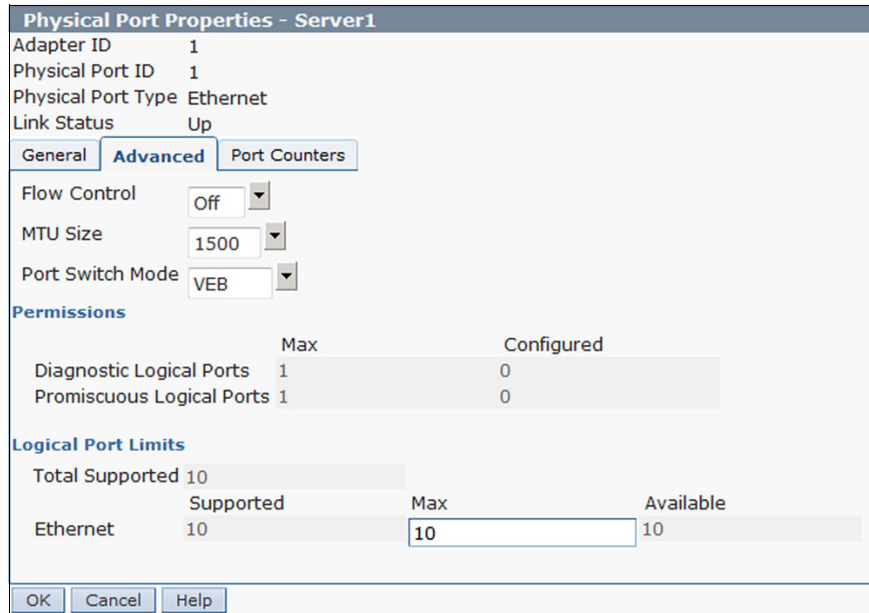 Physical Port Properties - Server1
Adapter ID 1
Physical Port ID 1
Physical Port Type Ethernet
Link Status Up
General Advanced Port Counters
Flow Control Off
MTU Size 1500
Port Switch Mode VEB
Permissions
Max Configured
Diagnostic Logical Ports 1 0
Promiscuous Logical Ports 1 0
Logical Port Limits
Total Supported 10
Supported Max Available
Ethernet 10 10 10
OK Cancel Help